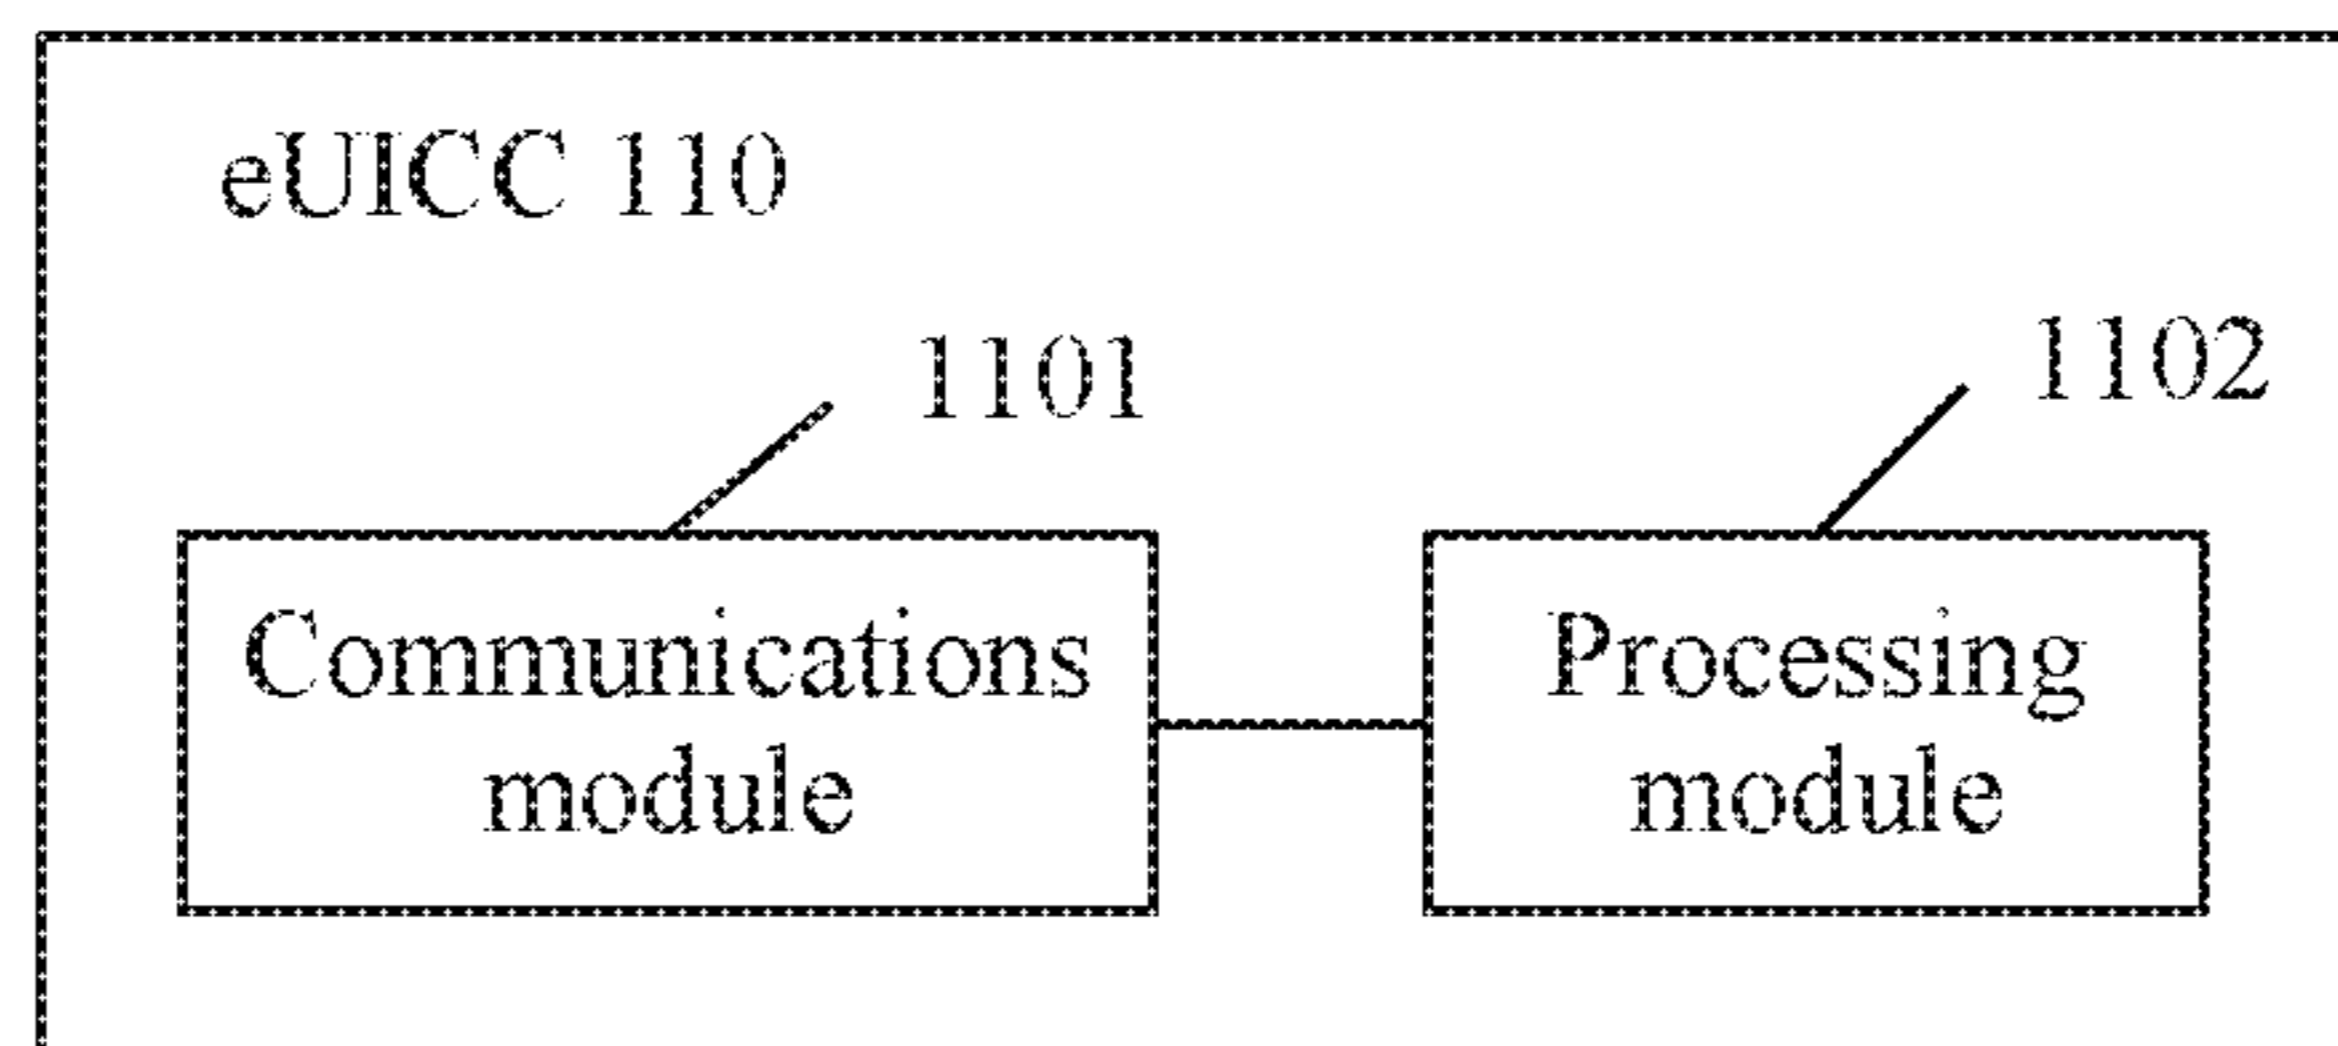 eUICC 110
1101
1102
Communications
module
Processing
module